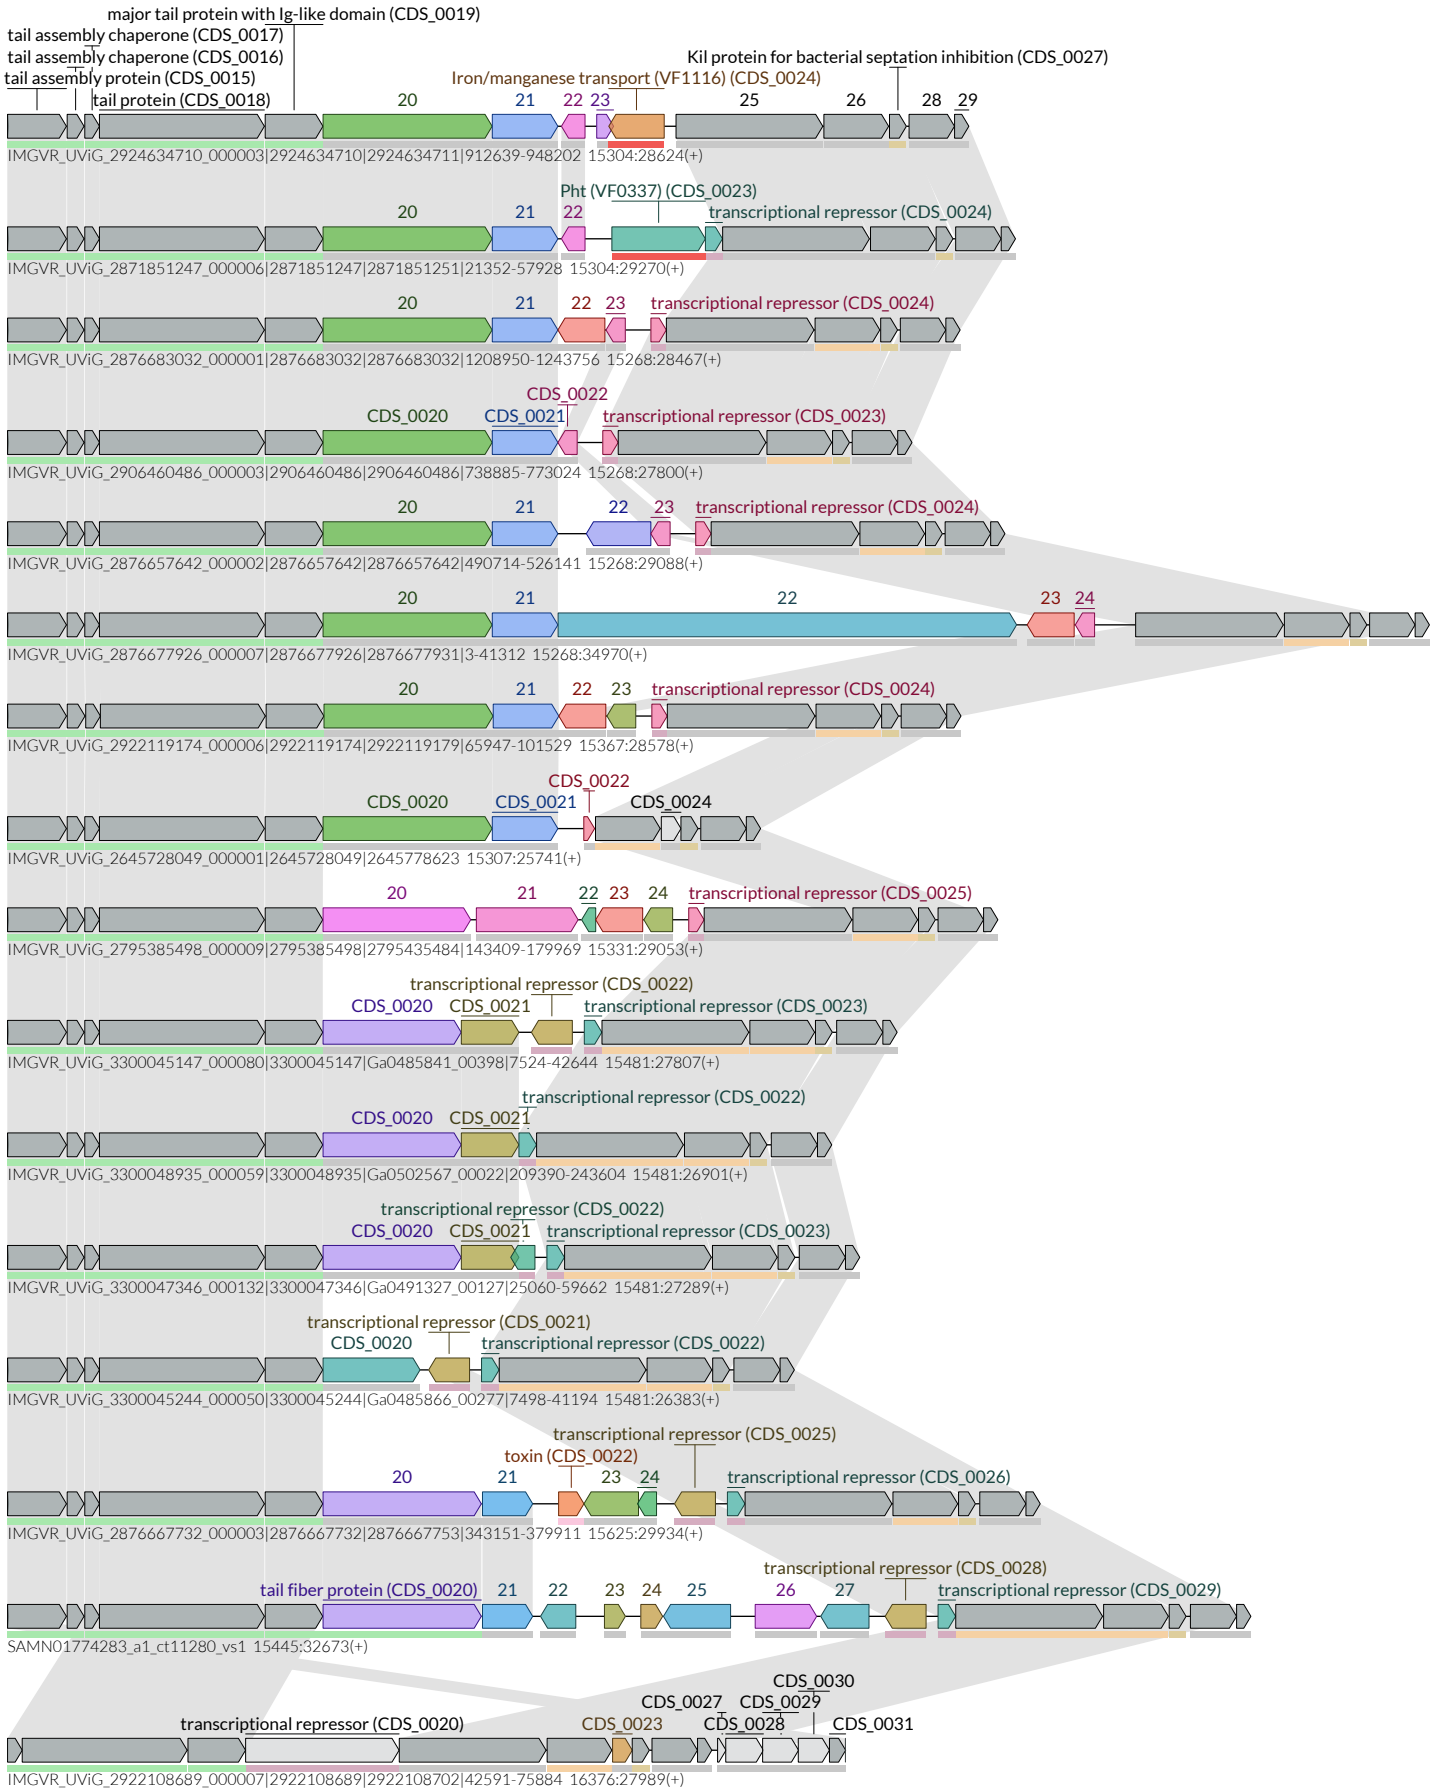 major tail protein with Ig-like domain (CDS_0019)
tail assembly chaperone (CDS_0017)
tail assembly chaperone (CDS_0016) Kil protein for bacterial septation inhibition (CDS_0027)
tail assembly protein (CDS_0015) Iron/manganese transport (VF1116) (CDS_0024)
tail protein (CDS_0018) 20 21 22 23 25 26 28 29
IMGVR_UViG_2924634710_000003|2924634710|2924634711|912639-948202 15304:28624(+)
Pht (VF0337) (CDS_0023)
20 21 22 transcriptional repressor (CDS_0024)
IMGVR_UViG_2871851247_000006|2871851247|2871851251|21352-57928 15304:29270(+)
20 21 22 23 transcriptional repressor (CDS_0024)
IMGVR_UViG_2876683032_000001|2876683032|2876683032|1208950-1243756 15268:28467(+)
CDS_0022
CDS_0020 CDS_0021 transcriptional repressor (CDS_0023)
IMGVR_UViG_2906460486_000003|2906460486|2906460486|738885-773024 15268:27800(+)
20 21 22 23 transcriptional repressor (CDS_0024)
IMGVR_UViG_2876657642_000002|2876657642|2876657642|490714-526141 15268:29088(+)
20 21 22 23 24
IMGVR_UViG_2876677926_000007|2876677926|2876677931|3-41312 15268:34970(+)
20 21 22 23 transcriptional repressor (CDS_0024)
IMGVR_UViG_2922119174_000006|2922119174|2922119179|65947-101529 15367:28578(+)
CDS_0022
CDS_0020 CDS_0021 CDS_0024
IMGVR_UViG_2645728049_000001|2645728049|2645778623 15307:25741(+)
20 21 22 23 24 transcriptional repressor (CDS_0025)
IMGVR_UViG_2795385498_000009|2795385498|2795435484|143409-179969 15331:29053(+)
transcriptional repressor (CDS_0022)
CDS_0020 CDS_0021 transcriptional repressor (CDS_0023)
IMGVR_UViG_3300045147_000080|3300045147|Ga0485841_00398|7524-42644 15481:27807(+)
transcriptional repressor (CDS_0022)
CDS_0020 CDS_0021
IMGVR_UViG_3300048935_000059|3300048935|Ga0502567_00022|209390-243604 15481:26901(+)
transcriptional repressor (CDS_0022)
CDS_0020 CDS_0021 transcriptional repressor (CDS_0023)
IMGVR_UViG_3300047346_000132|3300047346|Ga0491327_00127|25060-59662 15481:27289(+)
transcriptional repressor (CDS_0021)
CDS_0020 transcriptional repressor (CDS_0022)
IMGVR_UViG_3300045244_000050|3300045244|Ga0485866_00277|7498-41194 15481:26383(+)
transcriptional repressor (CDS_0025)
toxin (CDS_0022)
20 21 23 24 transcriptional repressor (CDS_0026)
IMGVR_UViG_2876667732_000003|2876667732|2876667753|343151-379911 15625:29934(+)
transcriptional repressor (CDS_0028)
tail fiber protein (CDS_0020) 21 22 23 24 25 26 27 transcriptional repressor (CDS_0029)
SAMN01774283_a1_ct11280_vs1 15445:32673(+)
CDS_0030
CDS_0027 CDS_0029
transcriptional repressor (CDS_0020) CDS_0023 CDS_0028 CDS_0031
IMGVR_UViG_2922108689_000007|2922108689|2922108702|42591-75884 16376:27989(+)